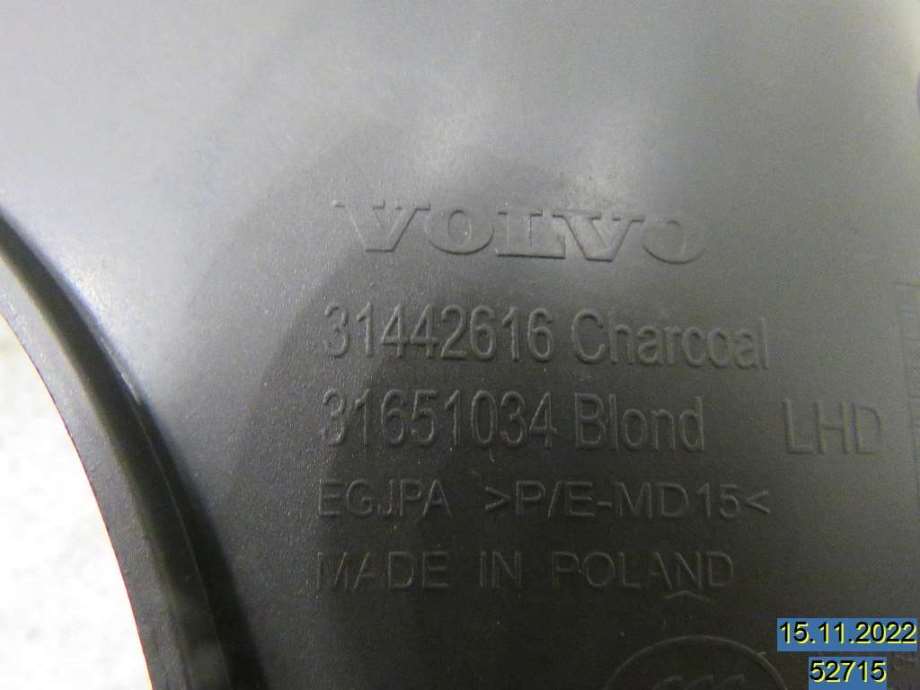 VOLVO
31442616 Charcoal
31651034 Blond LHD
EGJPA >P/E-MD15<
MADE IN POLAND
15.11.2022
52715